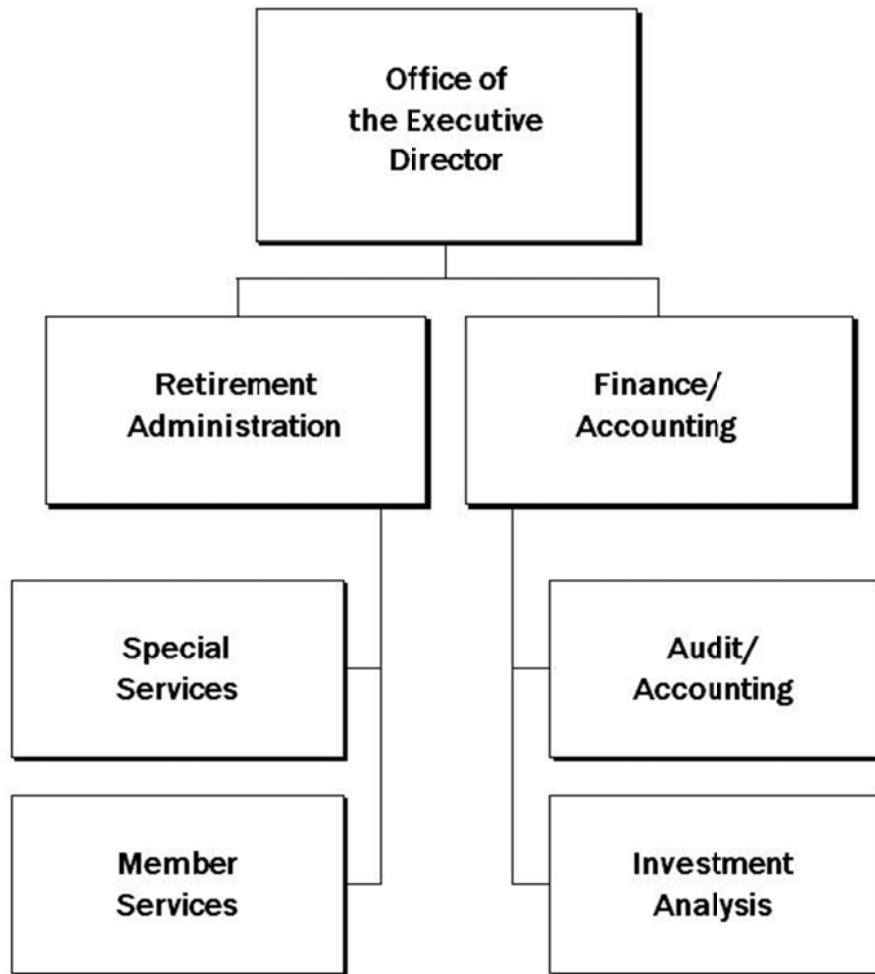 Office of
the Executive
Director
Retirement
Administration
Finance/
Accounting
Special
Services
Audit/
Accounting
Member
Services
Investment
Analysis